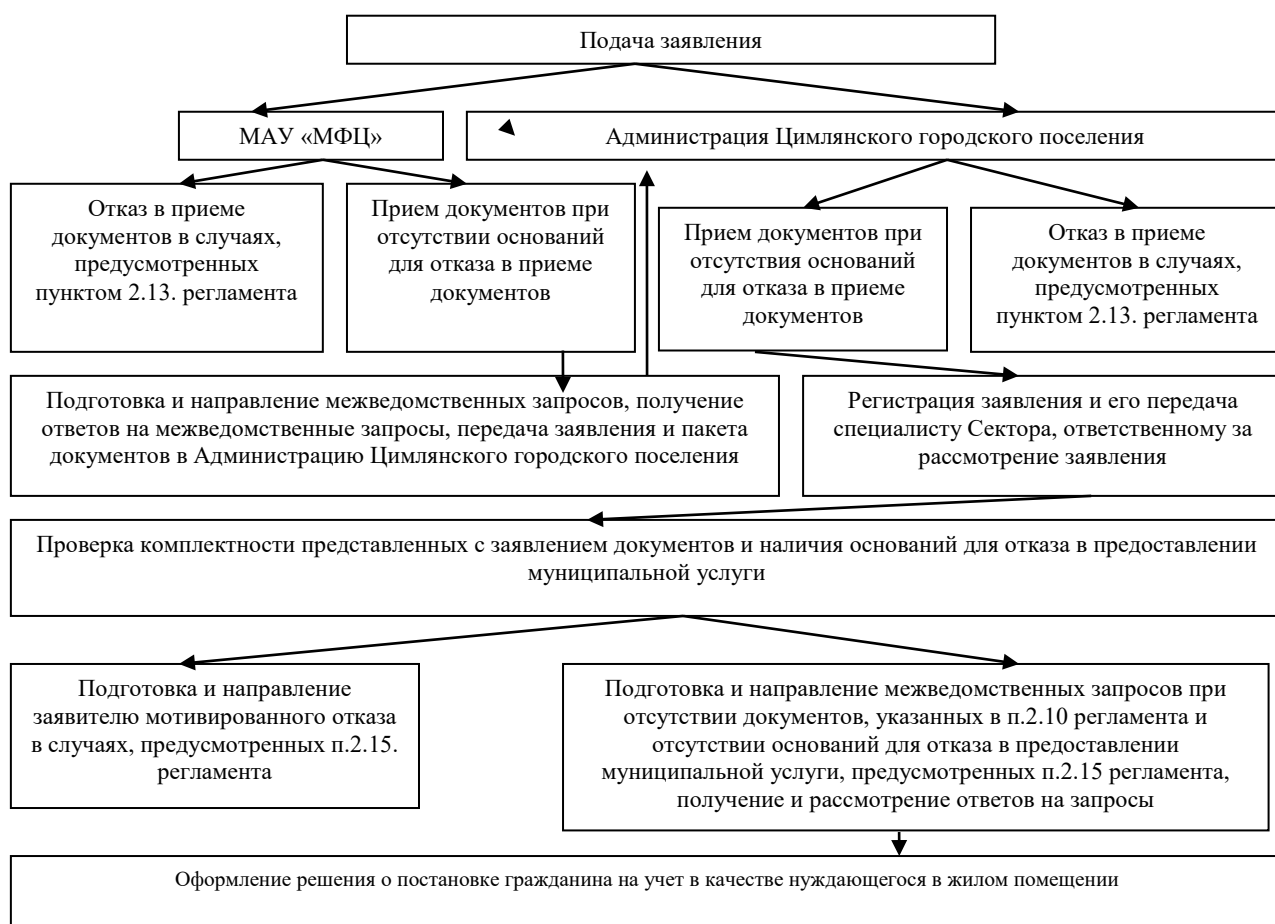 Подача заявления
МАУ «МФЦ»
Администрация Цимлянского городского поселения
Отказ в приеме
документов в случаях,
предусмотренных
пунктом 2.13. регламента
Прием документов при
отсутствии оснований
для отказа в приеме
документов
Прием документов при
отсутствия оснований
для отказа в приеме
документов
Отказ в приеме
документов в случаях,
предусмотренных
пунктом 2.13. регламента
Подготовка и направление межведомственных запросов, получение
ответов на межведомственные запросы, передача заявления и пакета
документов в Администрацию Цимлянского городского поселения
Регистрация заявления и его передача
специалисту Сектора, ответственному за
рассмотрение заявления
Проверка комплектности представленных с заявлением документов и наличия оснований для отказа в предоставлении
муниципальной услуги
Подготовка и направление
заявителю мотивированного отказа
в случаях, предусмотренных п.2.15.
регламента
Подготовка и направление межведомственных запросов при
отсутствии документов, указанных в п.2.10 регламента и
отсутствии оснований для отказа в предоставлении
муниципальной услуги, предусмотренных п.2.15 регламента,
получение и рассмотрение ответов на запросы
Оформление решения о постановке гражданина на учет в качестве нуждающегося в жилом помещении